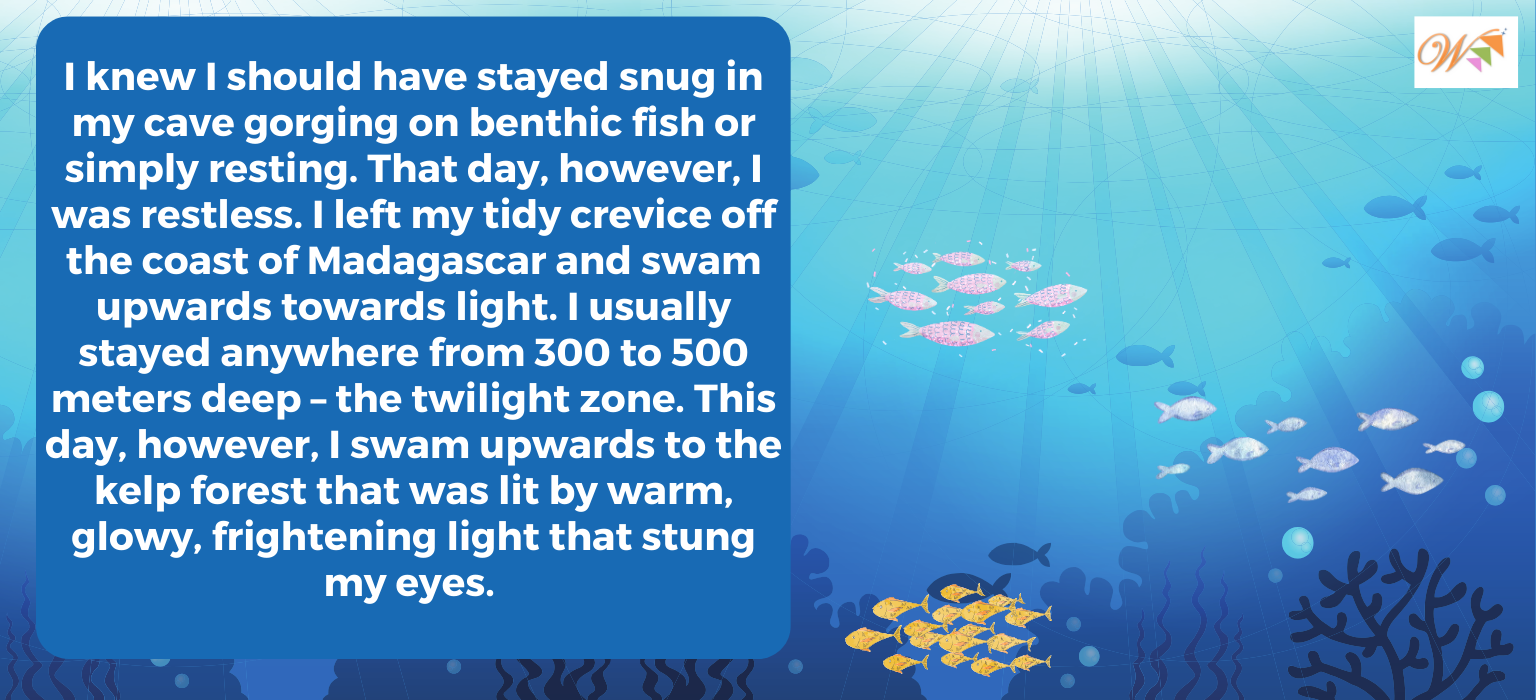 I knew I should have stayed snug in
my cave gorging on benthic fish or
simply resting. That day, however, I
was restless. I left my tidy crevice off
the coast of Madagascar and swam
upwards towards light. I usually
stayed anywhere from 300 to 500
meters deep – the twilight zone. This
day, however, I swam upwards to the
kelp forest that was lit by warm,
glowy, frightening light that stung
my eyes.
W